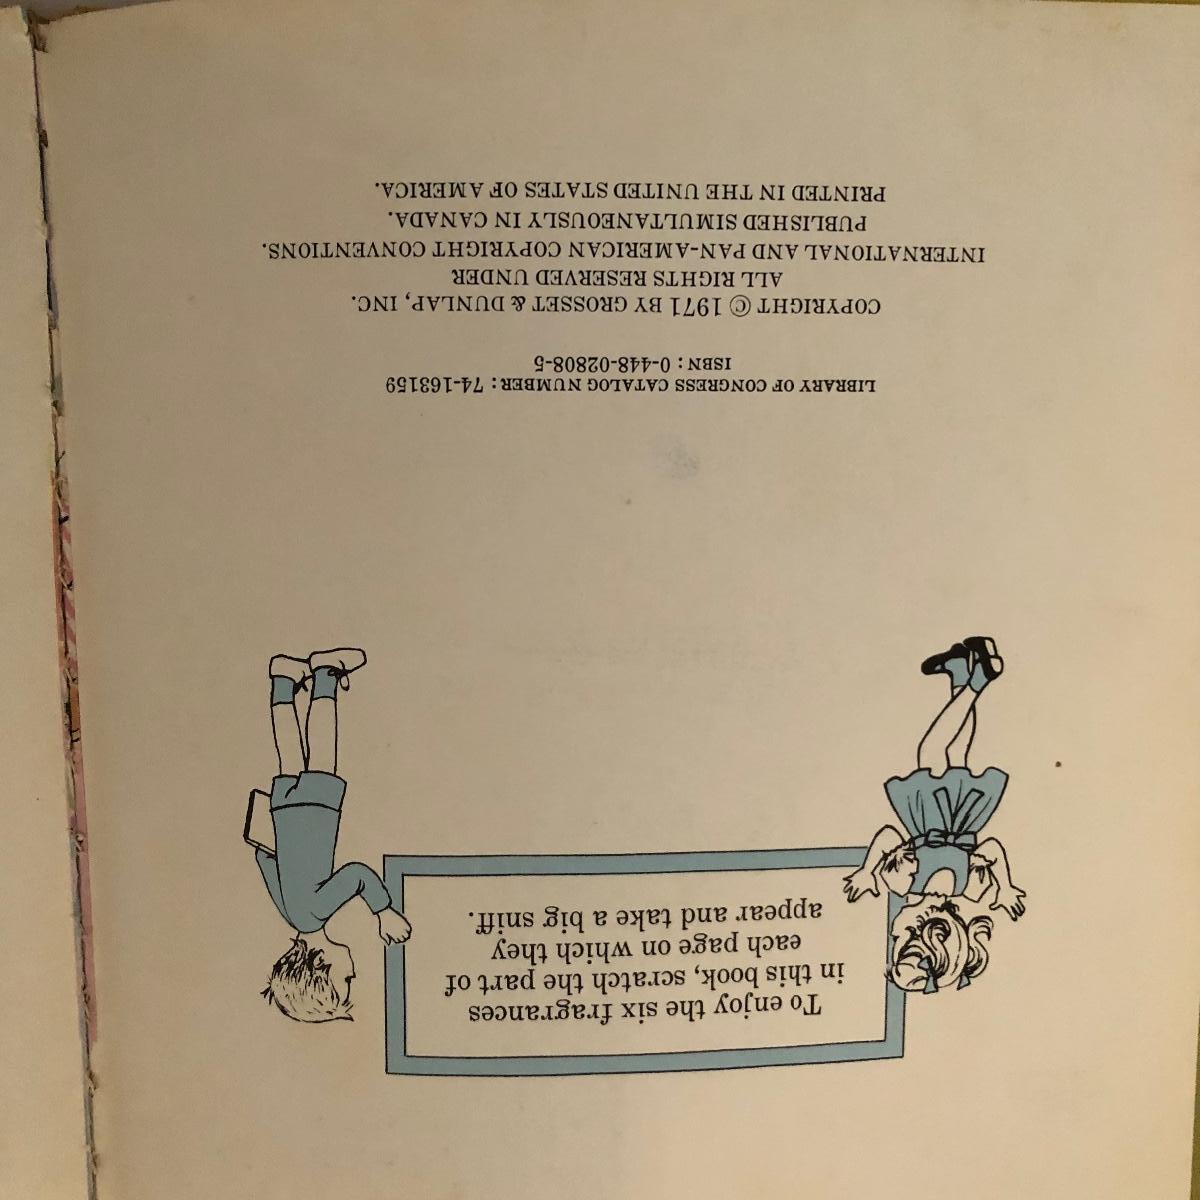 To enjoy the six fragrances
in this book, scratch the part of
each page on which they
appear and take a big sniff.
LIBRARY OF CONGRESS CATALOG NUMBER: 74-163159
ISBN: 0-448-02808-5
COPYRIGHT © 1971 BY GROSSET & DUNLAP, INC.
ALL RIGHTS RESERVED UNDER
INTERNATIONAL AND PAN-AMERICAN COPYRIGHT CONVENTIONS.
PUBLISHED SIMULTANEOUSLY IN CANADA.
PRINTED IN THE UNITED STATES OF AMERICA.